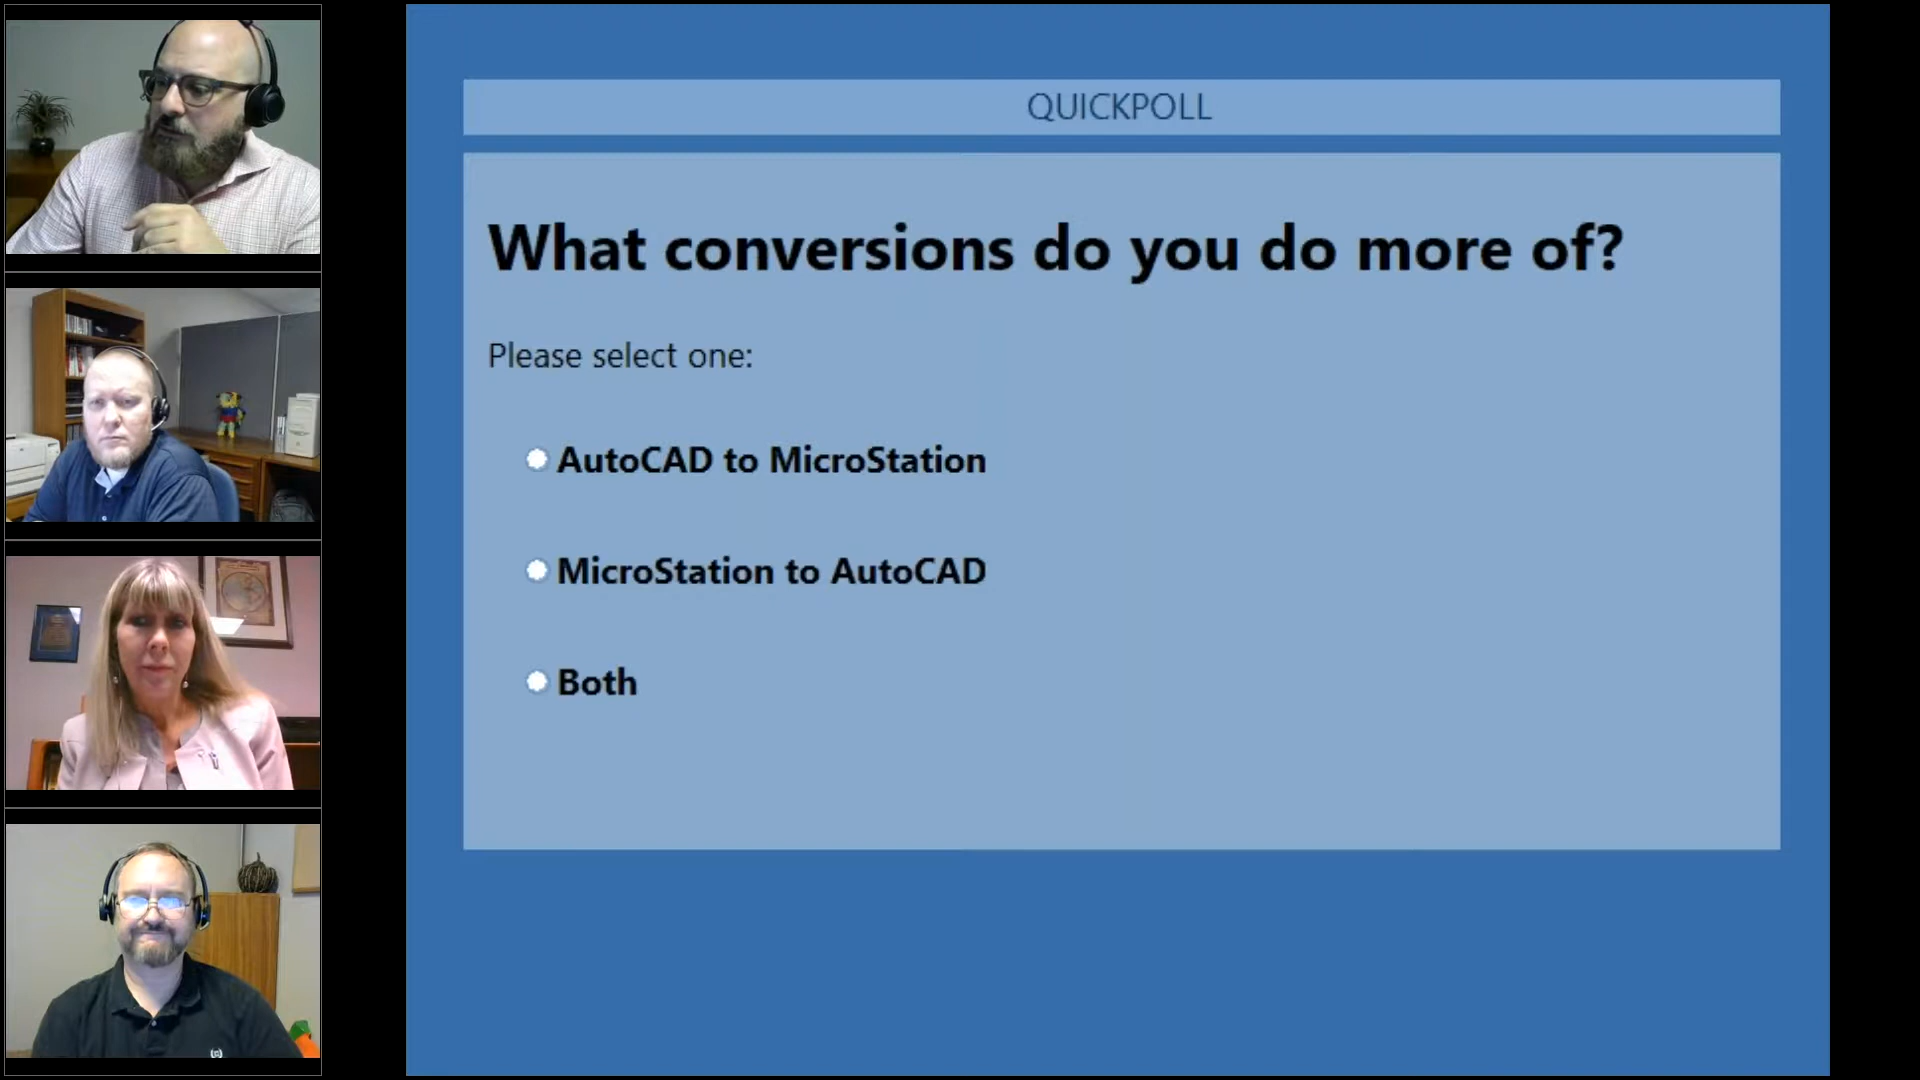 QUICKPOLL
What conversions do you do more of?
Please select one:
AutoCAD to MicroStation
MicroStation to AutoCAD
Both